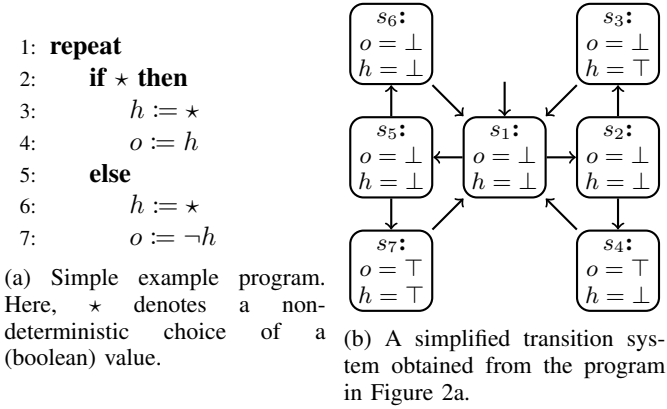 1: repeat
2: if ⋆ then
3: h := ⋆
4: o := h
5: else
6: h := ⋆
7: o := ¬h
(a) Simple example program.
Here, ⋆ denotes a non-
deterministic choice of a
(boolean) value.
s₆:
o = ⊥
h = ⊥
s₃:
o = ⊥
h = ⊤
s₅:
o = ⊥
h = ⊥
s₁:
o = ⊥
h = ⊥
s₂:
o = ⊥
h = ⊥
s₇:
o = ⊤
h = ⊤
s₄:
o = ⊤
h = ⊥
(b) A simplified transition sys-
tem obtained from the program
in Figure 2a.